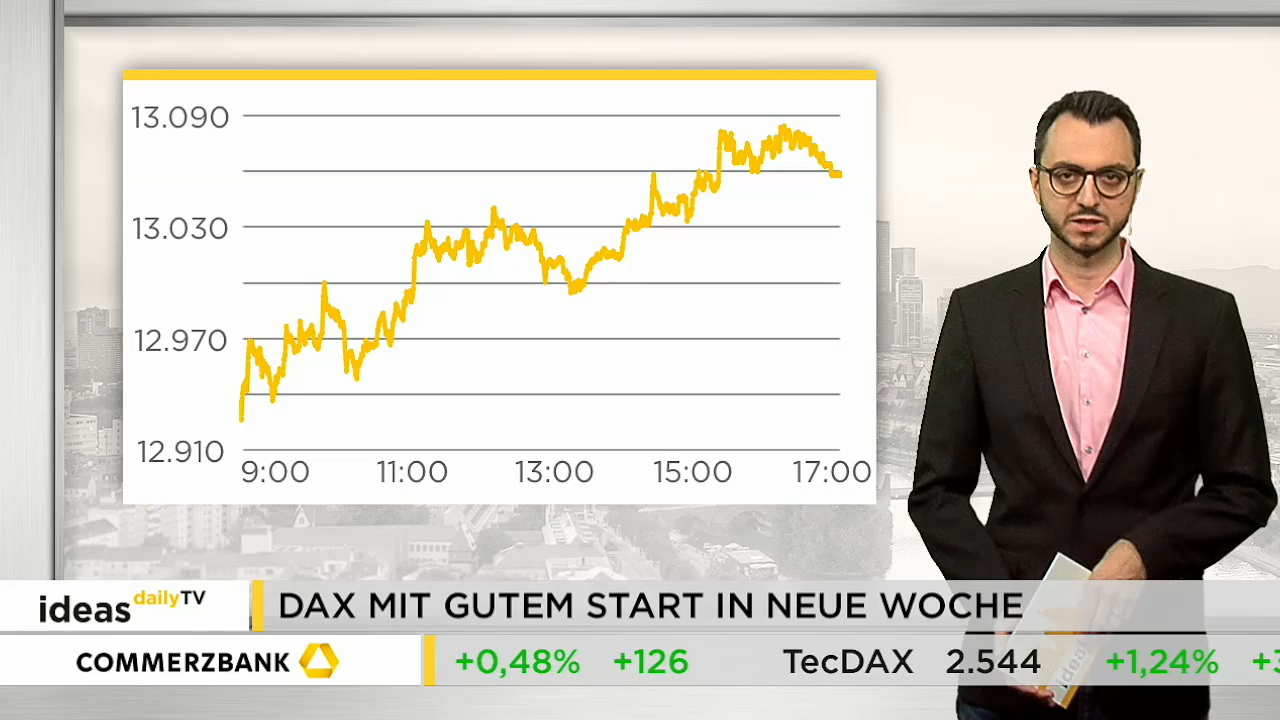 13.090
13.030
12.970
12.910
9:00 11:00 13:00 15:00 17:00
ideas dailyTV
DAX MIT GUTEM START IN NEUE WOCHE
COMMERZBANK
+0,48% +126 TecDAX 2.544 +1,24%
ideas